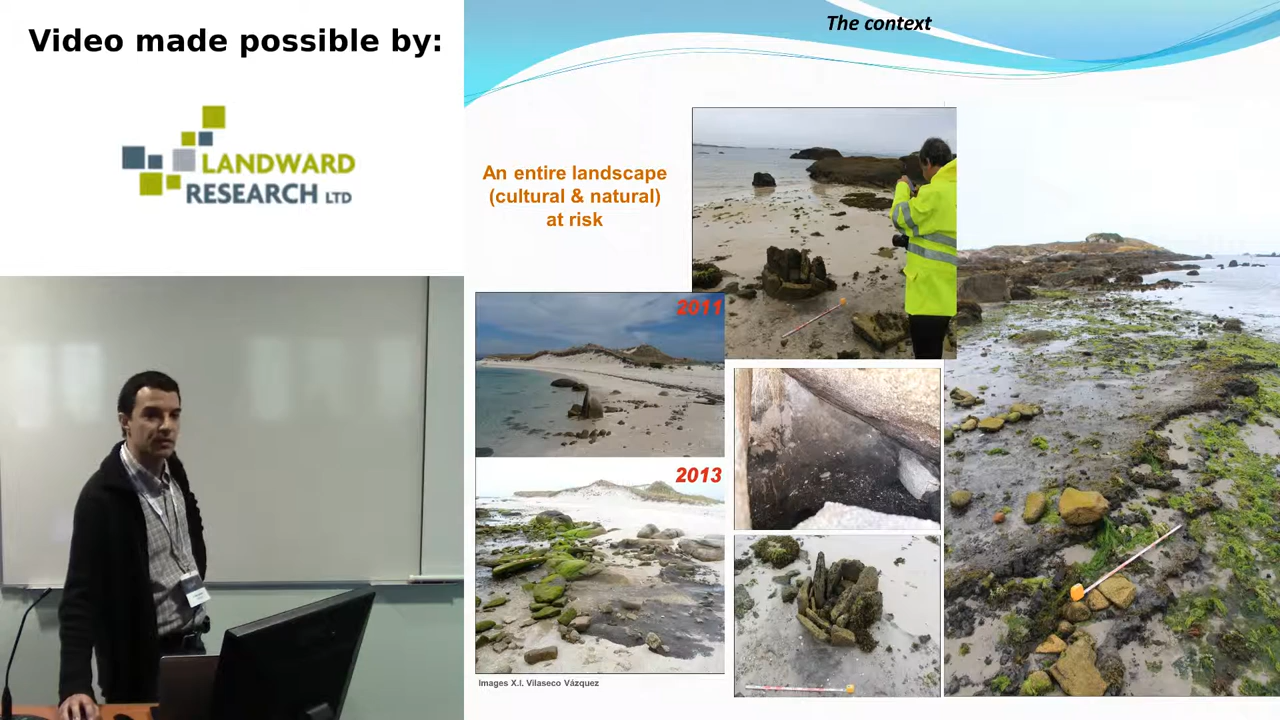 Video made possible by:
LANDWARD
RESEARCH LTD
The context
An entire landscape
(cultural & natural)
at risk
2011
2013
Images X.I. Vilaseco Vázquez